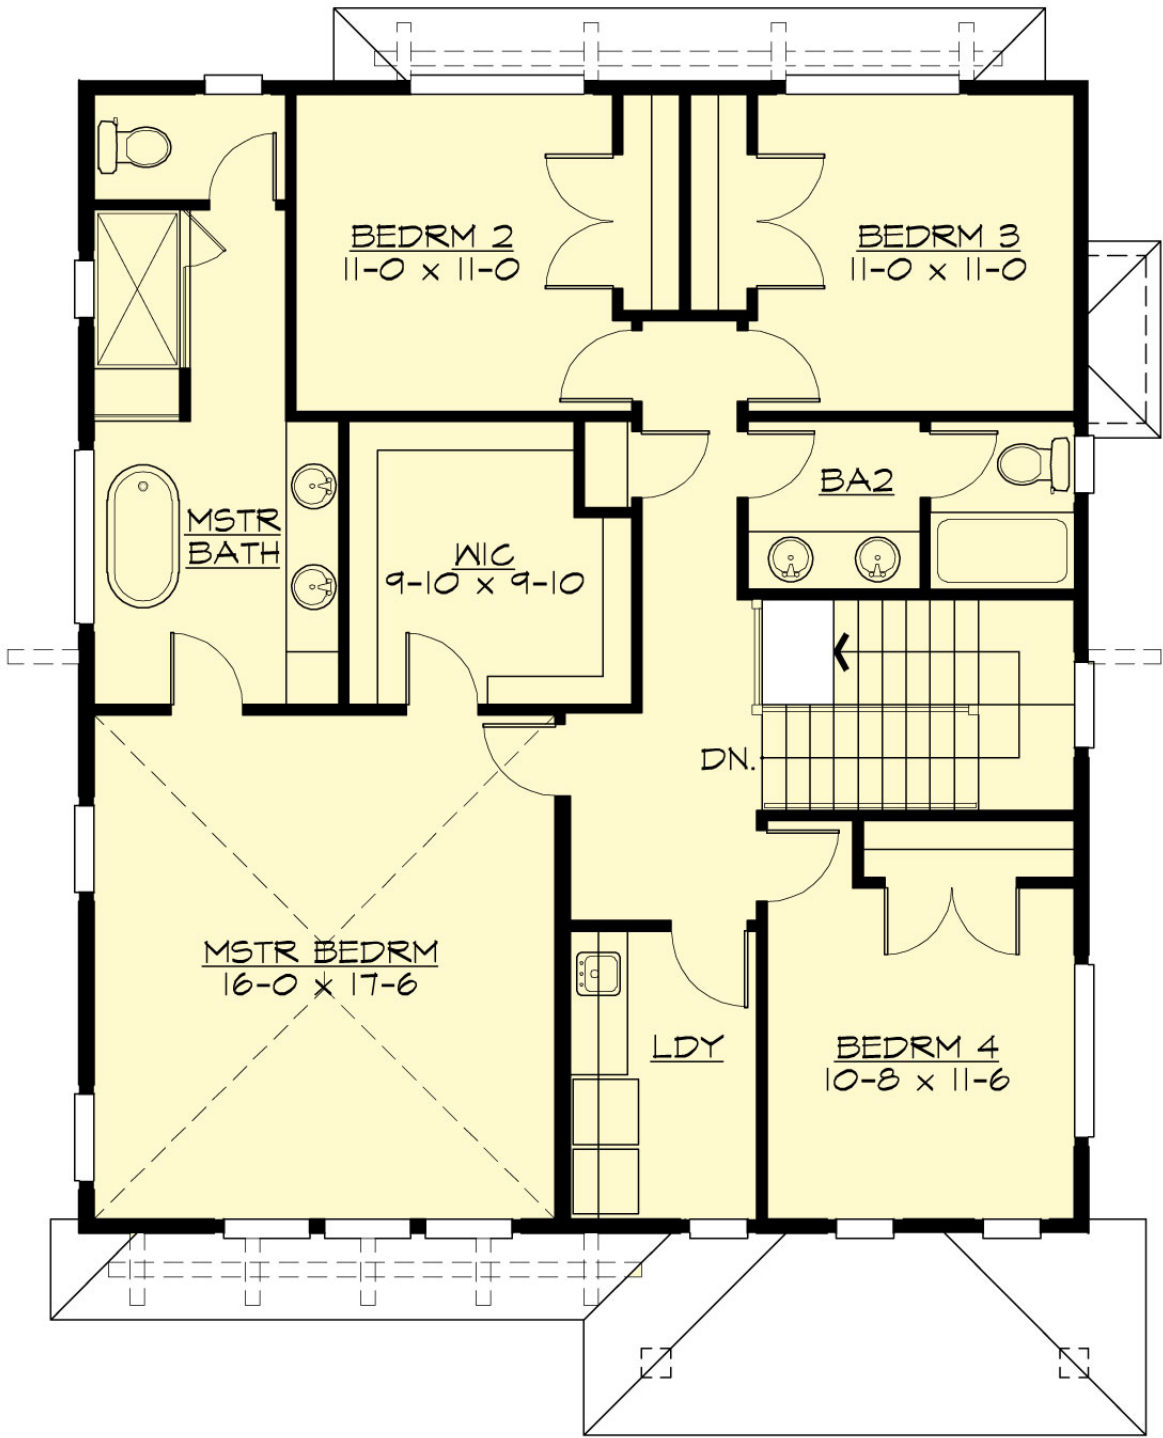 BEDRM 2
11-0 x 11-0
BEDRM 3
11-0 x 11-0
BA2
MSTR
BATH
WIC
9-10 x 9-10
DN.
MSTR BEDRM
16-0 x 17-6
LDY
BEDRM 4
10-8 x 11-6